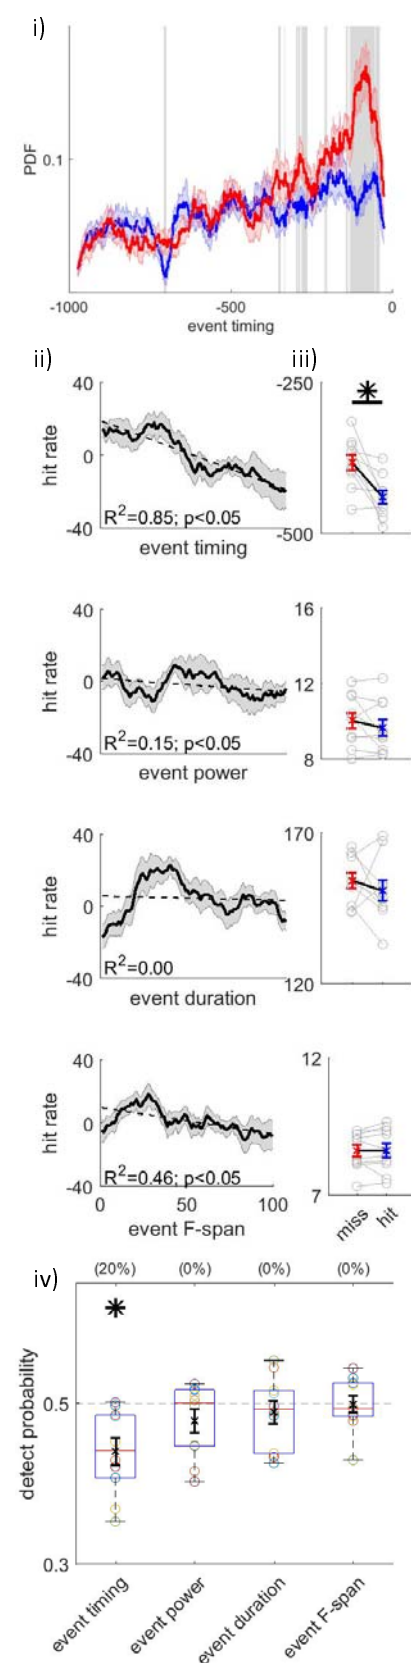 i)
PDF
0.1
-1000 -500 0
event timing
ii) iii)
40 0 -40
hit rate
R²=0.85; p<0.05
event timing
-250
*
-500
40 0 -40
hit rate
R²=0.15; p<0.05
event power
16 12 8
40 0 -40
hit rate
R²=0.00
event duration
170
120
40 0 -40
hit rate
R²=0.46; p<0.05
0 50 100
event F-span
12
7
miss hit
iv)
(20%) (0%) (0%) (0%)
*
detect probability
0.5
0.3
event timing
event power
event duration
event F-span